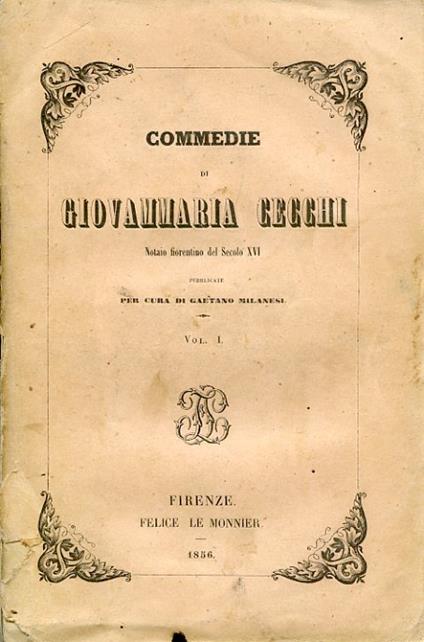 COMMEDIE
DI
GIOVAMMARIA CECCHI
Notaio fiorentino del Secolo XVI
PUBBLICATE
PER CURA DI GAETANO MILANESI.
VOL. I.
FIRENZE.
FELICE LE MONNIER.
1856.